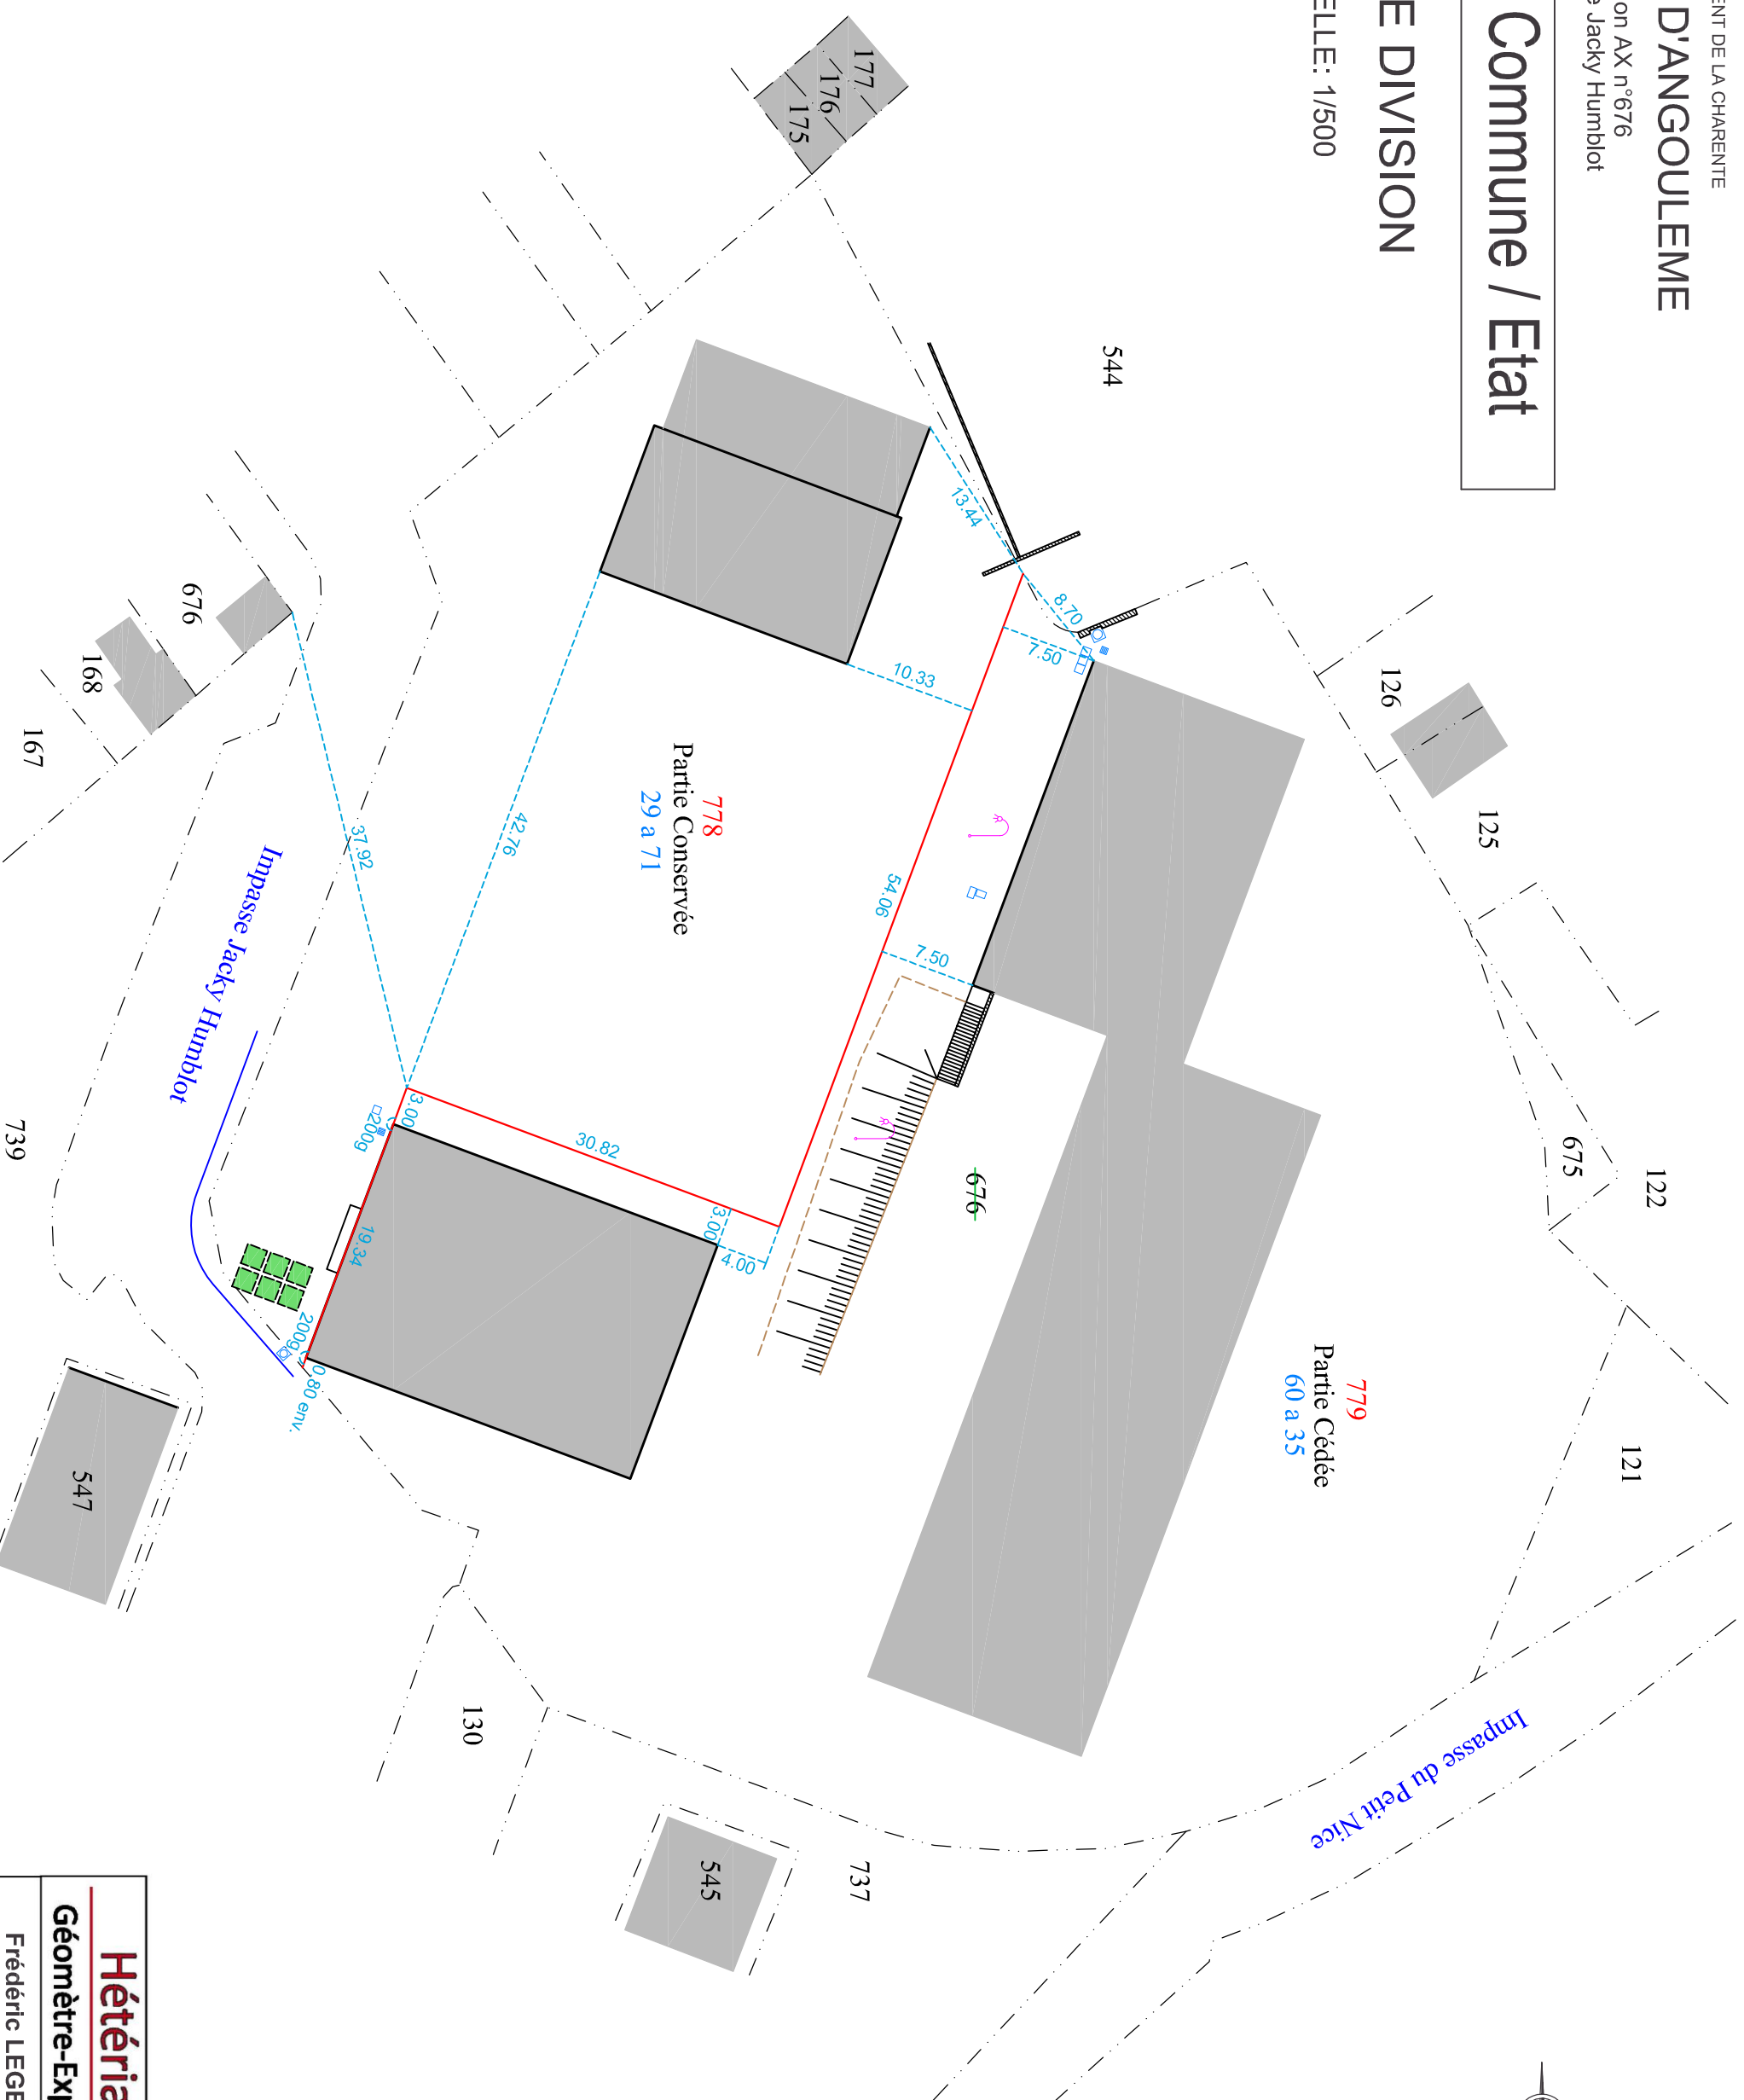 ENT DE LA CHARENTE
D'ANGOULEME
on AX n°676
e Jacky Humblot
Commune / Etat
E DIVISION
ELLE: 1/500
177
176
175
544
126
125
122
675
121
13.44
8.70
7.50
10.33
54.06
7.50
42.76
37.92
778
Partie Conservée
29 a 71
676
168
167
739
Impasse Jacky Humblot
676
779
Partie Cédée
60 a 35
3.00
200g
30.82
3.00
4.00
19.34
200g
0.80 env.
547
130
545
737
Impasse du Petit Nice
Hétéria
Géomètre-Exp
Frédéric LEGE